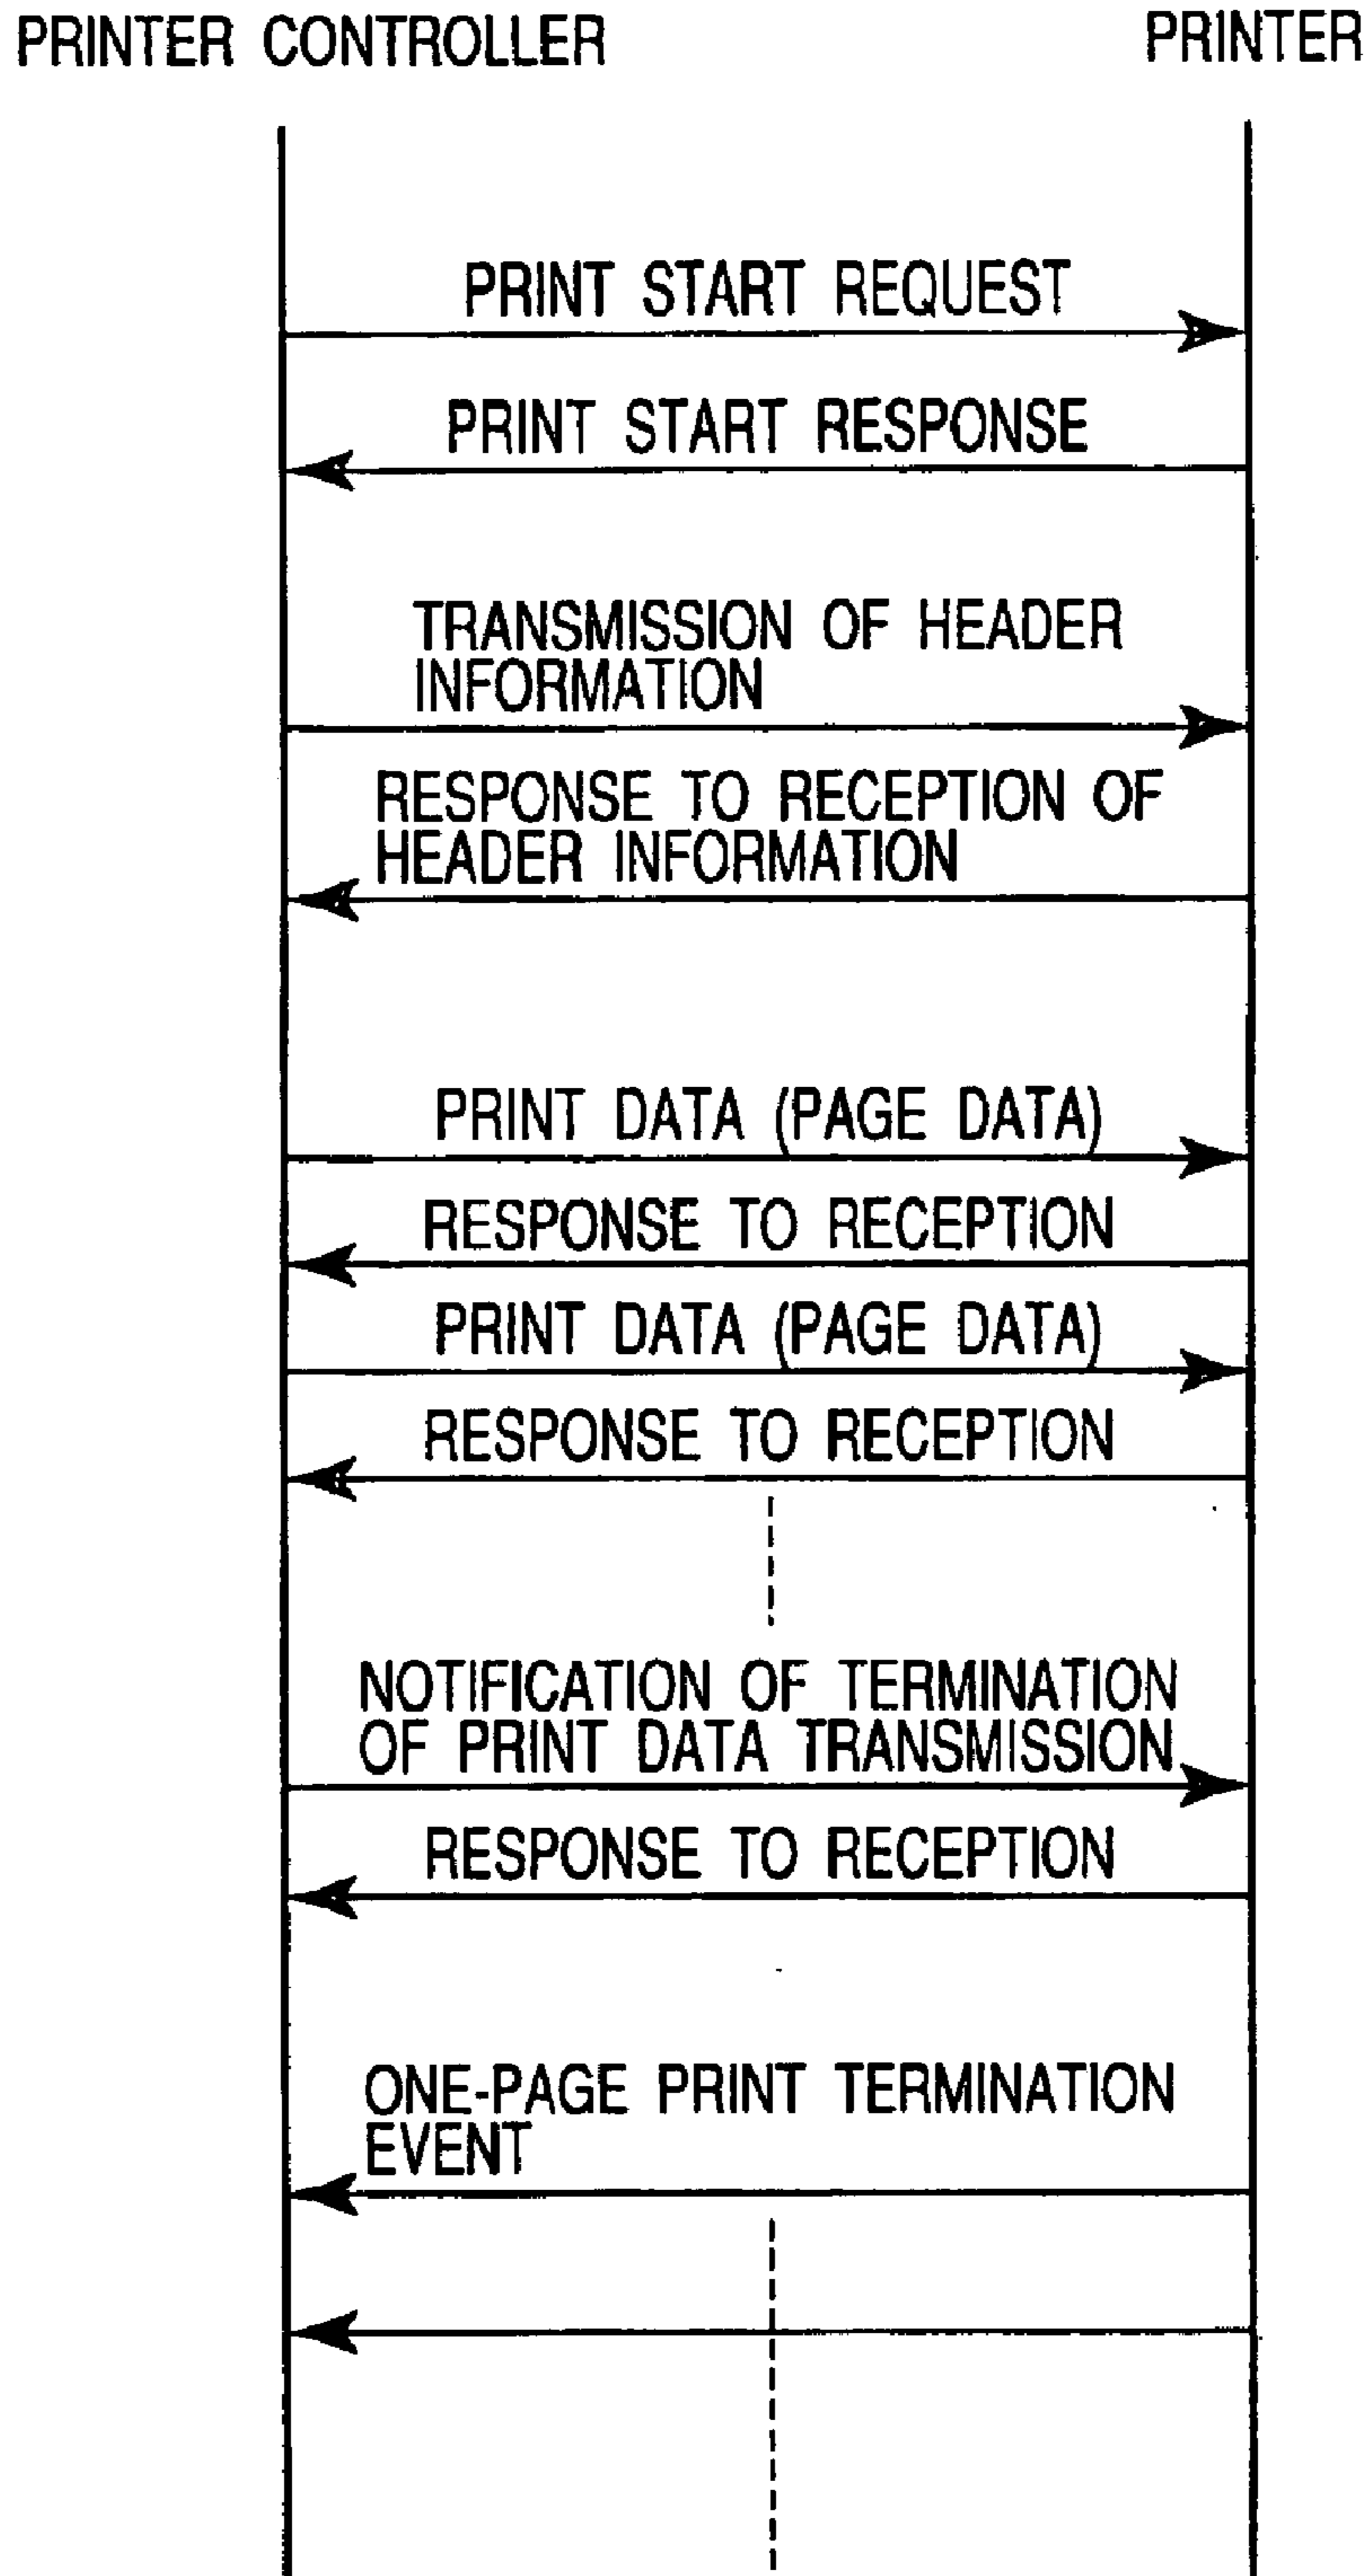 PRINTER CONTROLLER
PRINTER
PRINT START REQUEST
PRINT START RESPONSE
TRANSMISSION OF HEADER
INFORMATION
RESPONSE TO RECEPTION OF
HEADER INFORMATION
PRINT DATA (PAGE DATA)
RESPONSE TO RECEPTION
PRINT DATA (PAGE DATA)
RESPONSE TO RECEPTION
NOTIFICATION OF TERMINATION
OF PRINT DATA TRANSMISSION
RESPONSE TO RECEPTION
ONE-PAGE PRINT TERMINATION
EVENT